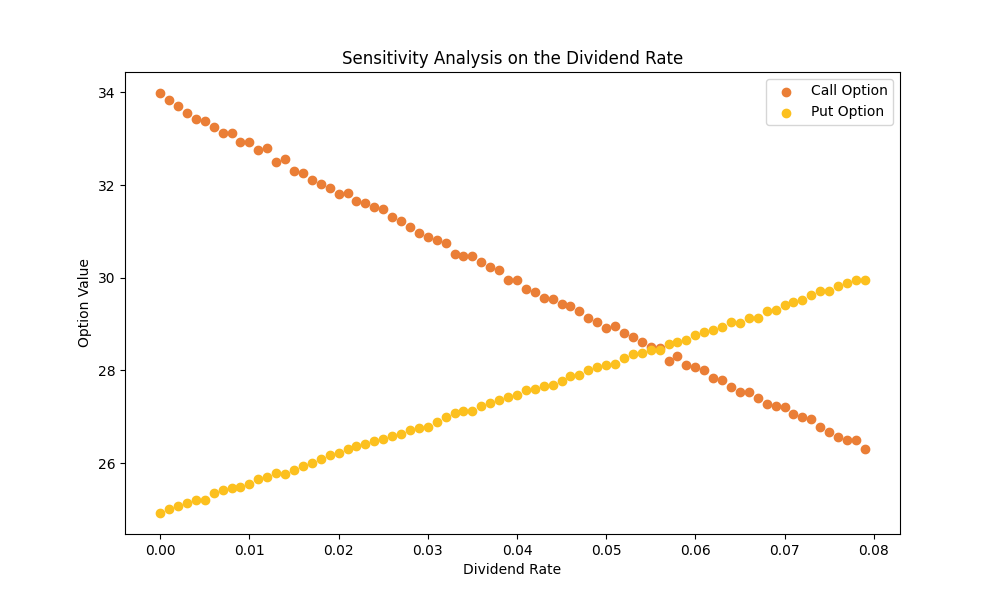 Sensitivity Analysis on the Dividend Rate
Call Option
Put Option
Option Value
34
32
30
28
26
0.00 0.01 0.02 0.03 0.04 0.05 0.06 0.07 0.08
Dividend Rate